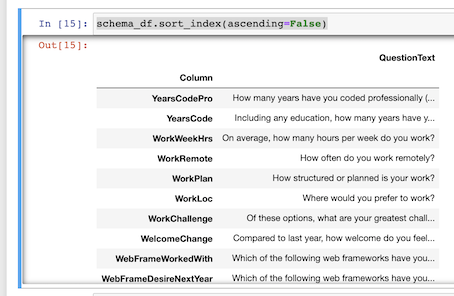 In [15]: schema_df.sort_index(ascending=False)
Out[15]:
QuestionText
Column
YearsCodePro How many years have you coded professionally (...
YearsCode Including any education, how many years have y...
WorkWeekHrs On average, how many hours per week do you work?
WorkRemote How often do you work remotely?
WorkPlan How structured or planned is your work?
WorkLoc Where would you prefer to work?
WorkChallenge Of these options, what are your greatest chall...
WelcomeChange Compared to last year, how welcome do you feel...
WebFrameWorkedWith Which of the following web frameworks have you...
WebFrameDesireNextYear Which of the following web frameworks have you...